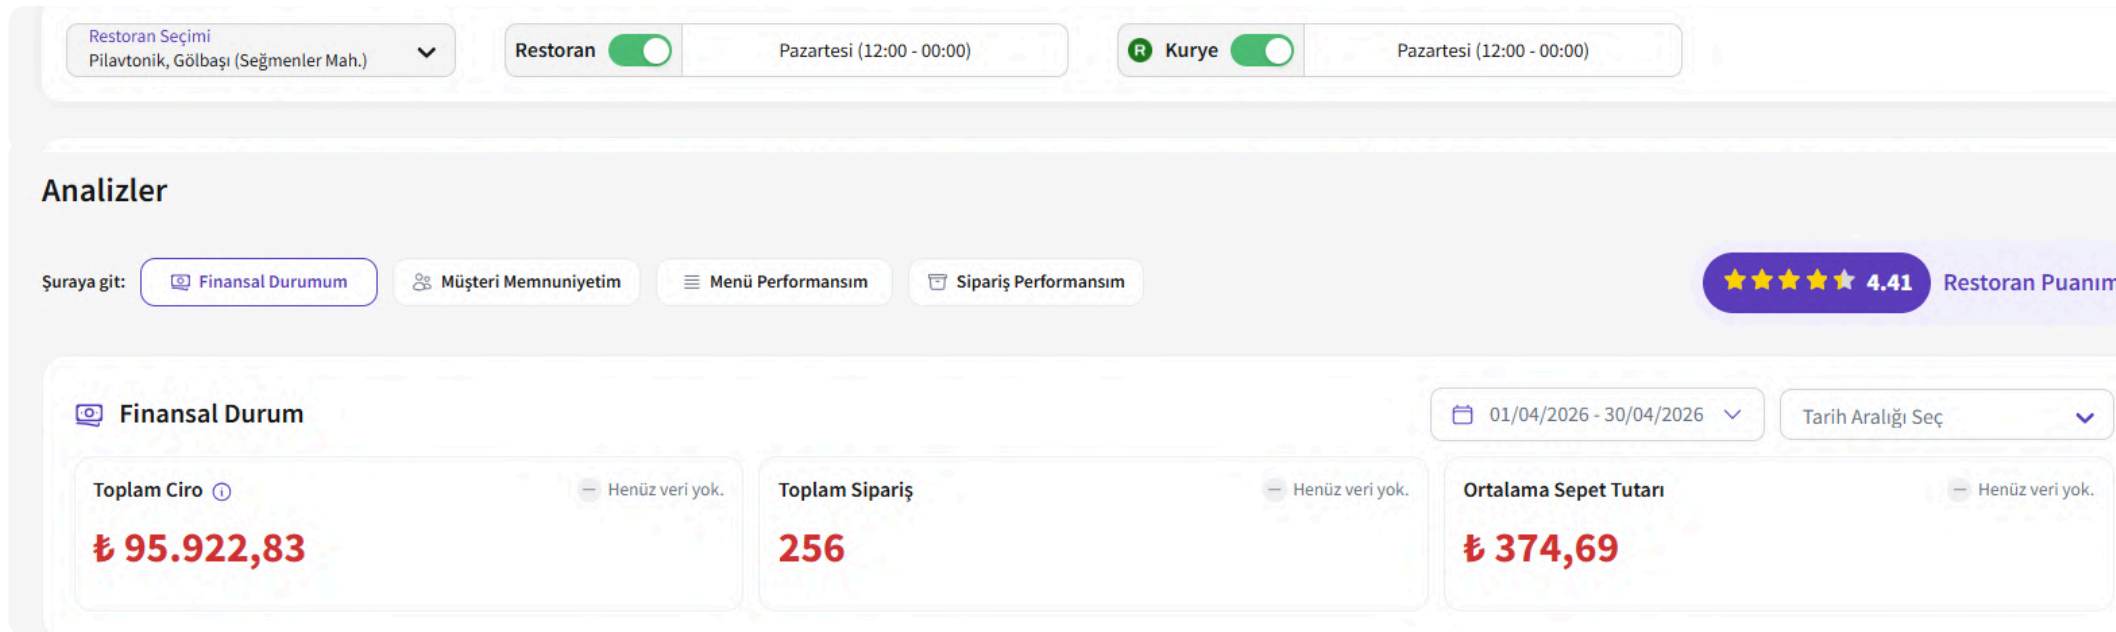 Restoran Seçimi
Pilavtonik, Gölbaşı (Seğmenler Mah.)
Restoran
Pazartesi (12:00 - 00:00)
R Kurye
Pazartesi (12:00 - 00:00)
Analizler
Şuraya git:
Finansal Durumum
Müşteri Memnuniyetim
Menü Performansım
Sipariş Performansım
4.41
Restoran Puanım
Finansal Durum
01/04/2026 - 30/04/2026
Tarih Aralığı Seç
Toplam Ciro
Henüz veri yok.
₺ 95.922,83
Toplam Sipariş
Henüz veri yok.
256
Ortalama Sepet Tutarı
Henüz veri yok.
₺ 374,69